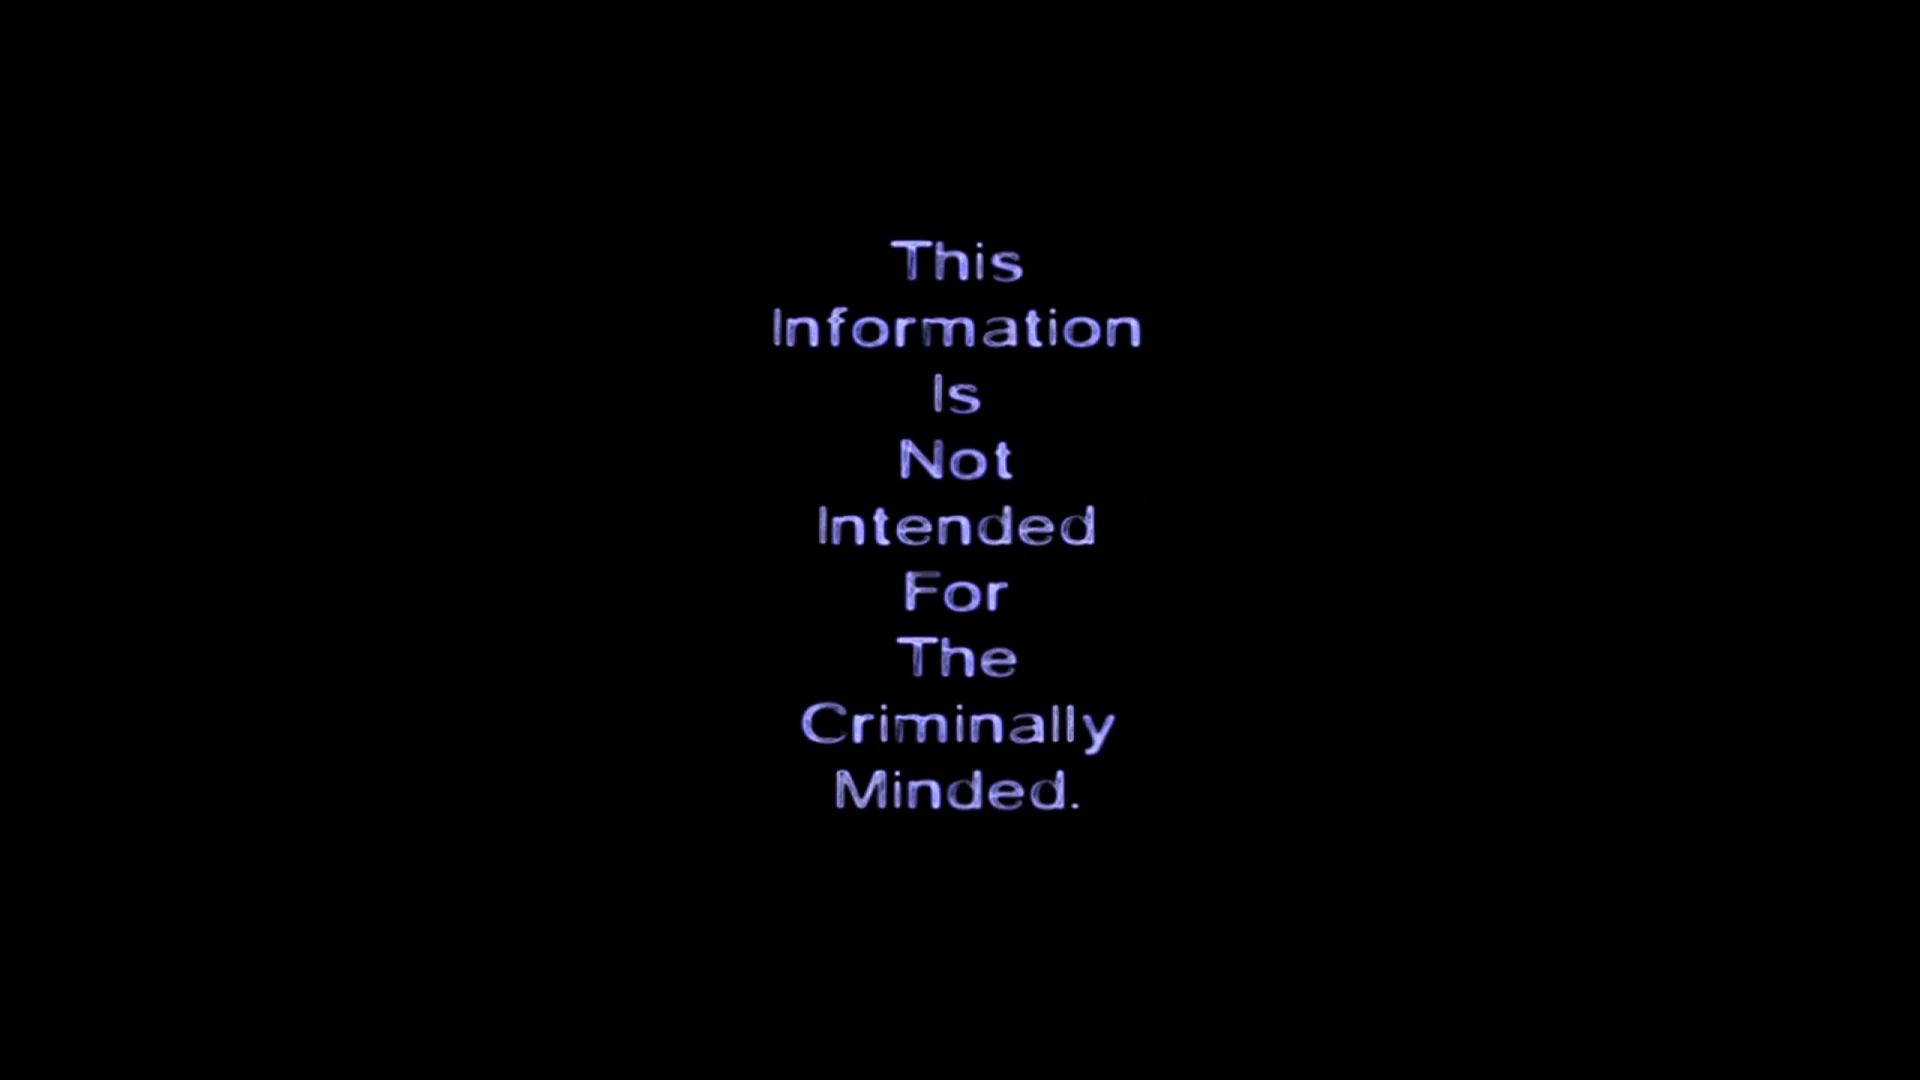 This
Information
Is
Not
Intended
For
The
Criminally
Minded.